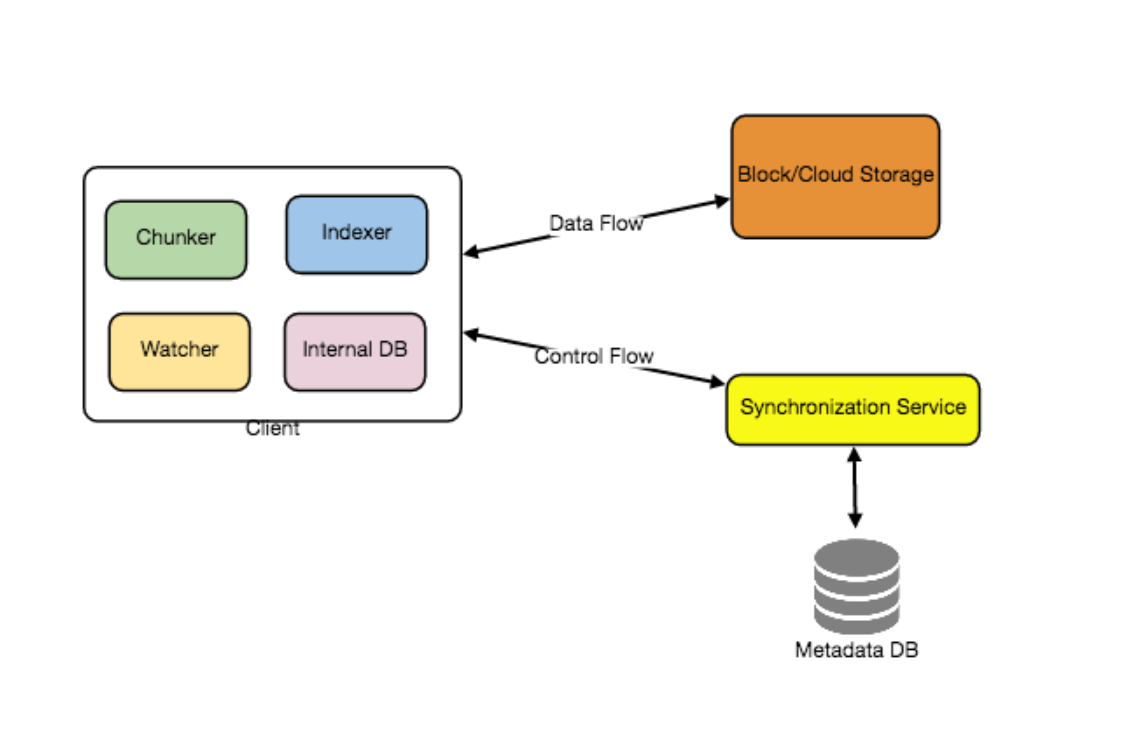 Block/Cloud Storage
Chunker
Indexer
Data Flow
Watcher
Internal DB
Control Flow
Client
Synchronization Service
Metadata DB